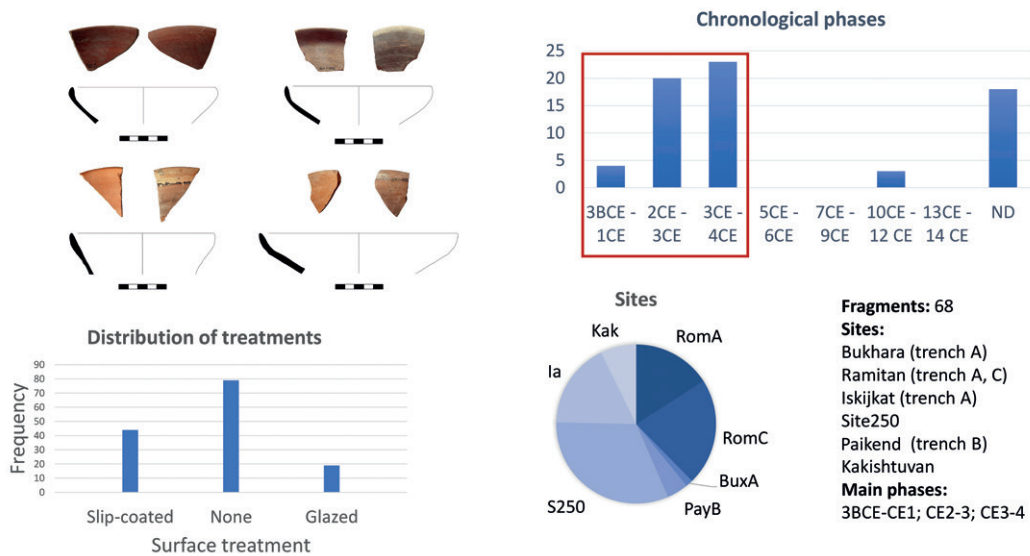 Chronological phases
25
20
15
10
5
0
3BCE - 1CE
2CE - 3CE
3CE - 4CE
5CE - 6CE
7CE - 9CE
10CE - 12 CE
13CE - 14 CE
ND
Distribution of treatments
Frequency
90
80
70
60
50
40
30
20
10
0
Slip-coated
None
Glazed
Surface treatment
Sites
Kak
RomA
Ia
RomC
BuxA
S250
PayB
Fragments: 68
Sites:
Bukhara (trench A)
Ramitan (trench A, C)
Iskijkat (trench A)
Site250
Paikend (trench B)
Kakishtuvan
Main phases:
3BCE-CE1; CE2-3; CE3-4